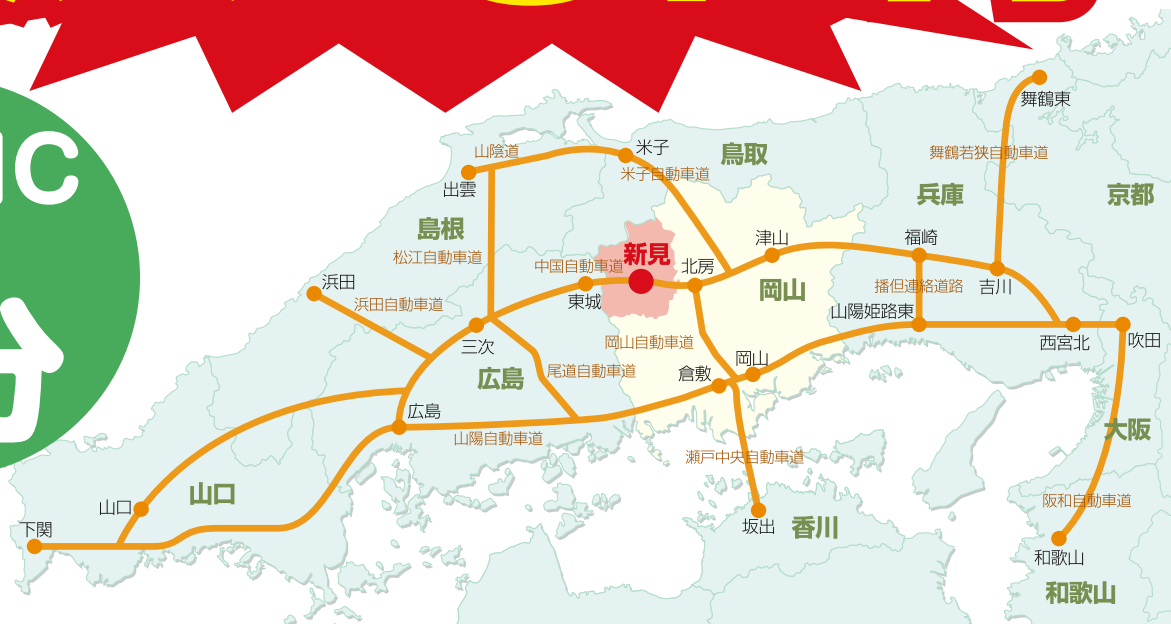 IC
分
舞鶴東
山陰道
米子
鳥取
舞鶴若狭自動車道
出雲
米子自動車道
兵庫
京都
島根
津山
福崎
松江自動車道
中国自動車道
新見
北房
浜田
東城
岡山
播但連絡道路
吉川
浜田自動車道
山陽姫路東
三次
岡山自動車道
西宮北
吹田
広島
尾道自動車道
倉敷
岡山
広島
山陽自動車道
大阪
瀬戸中央自動車道
山口
山口
阪和自動車道
下関
坂出
香川
和歌山
和歌山